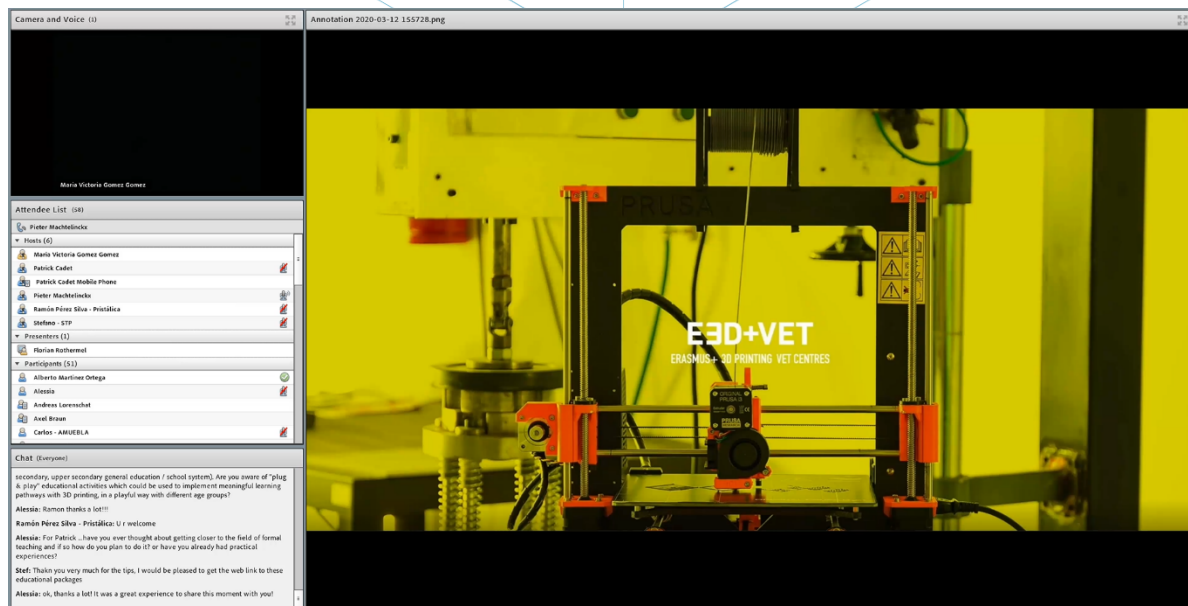 Camera and Voice (1)
Maria Victoria Gomez Gomez
Attendee List (58)
Pieter Machtelinckx
Hosts (6)
Maria Victoria Gomez Gomez
Patrick Cadet
Patrick Cadet Mobile Phone
Pieter Machtelinckx
Ramón Pérez Silva - Pristálica
Stefano - STP
Presenters (1)
Florian Rothermel
Participants (51)
Alberto Martinez Ortega
Alessia
Andreas Lorenschat
Axel Braun
Carlos - AMUEBLA
Chat (Everyone)
secondary, upper secondary general education / school system). Are you aware of "plug
& play" educational activities which could be used to implement meaningful learning
pathways with 3D printing, in a playful way with different age groups?
Alessia: Ramon thanks a lot!!!
Ramón Pérez Silva - Pristálica: U r welcome
Alessia: For Patrick ..have you ever thought about getting closer to the field of formal
teaching and if so how do you plan to do it? or have you already had practical
experiences?
Stef: Thakn you very much for the tips, I would be pleased to get the web link to these
educational packages
Alessia: ok, thanks a lot! It was a great experience to share this moment with you!
Annotation 2020-03-12 155728.png
PRUSA
E3D+VET
ERASMUS+ 3D PRINTING VET CENTRES
ORIGINAL
PRUSA i3
PRUSA